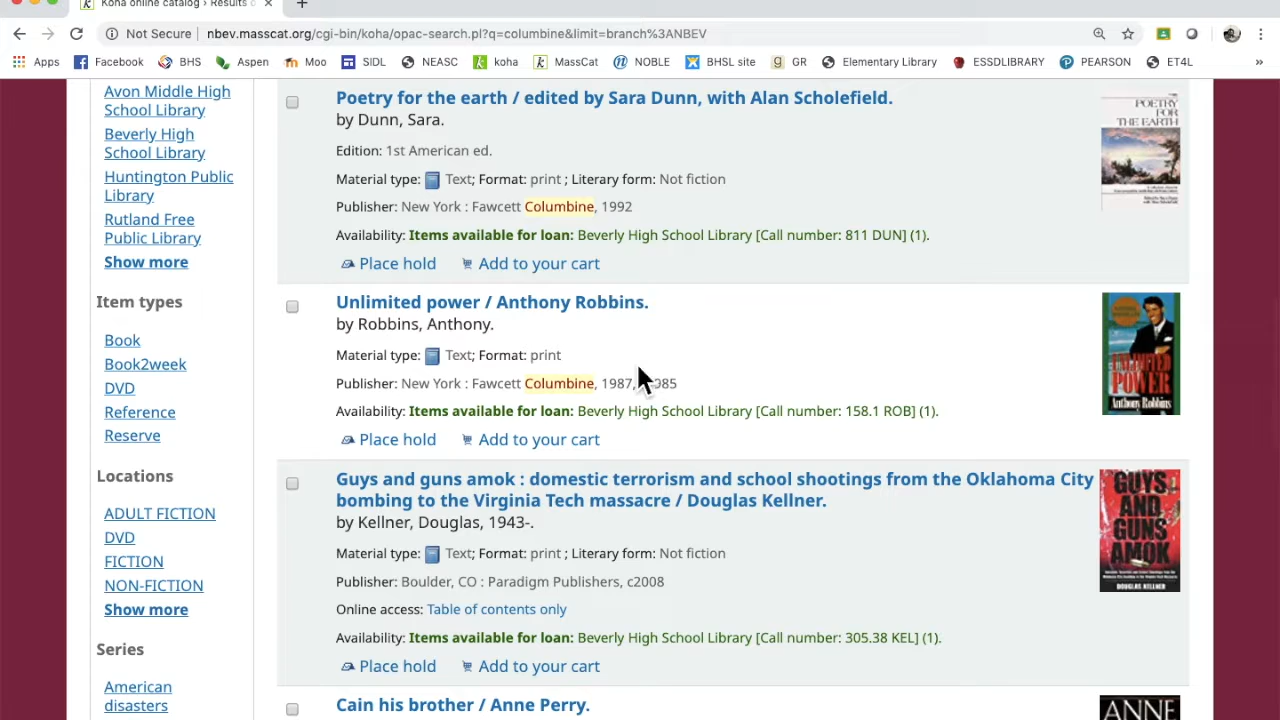 Koha online catalog › Results o
Not Secure | nbev.masscat.org/cgi-bin/koha/opac-search.pl?q=columbine&limit=branch%3ANBEV
Apps Facebook BHS Aspen Moo SIDL NEASC koha MassCat NOBLE BHSL site GR Elementary Library ESSDLIBRARY PEARSON ET4L »
Avon Middle High
School Library
Beverly High
School Library
Huntington Public
Library
Rutland Free
Public Library
Show more
Item types
Book
Book2week
DVD
Reference
Reserve
Locations
ADULT FICTION
DVD
FICTION
NON-FICTION
Show more
Series
American
disasters
Poetry for the earth / edited by Sara Dunn, with Alan Scholefield.
by Dunn, Sara.
Edition: 1st American ed.
Material type: Text; Format: print ; Literary form: Not fiction
Publisher: New York : Fawcett Columbine, 1992
Availability: Items available for loan: Beverly High School Library [Call number: 811 DUN] (1).
Place hold Add to your cart
POETRY
FOR THE
EARTH
Unlimited power / Anthony Robbins.
by Robbins, Anthony.
Material type: Text; Format: print
Publisher: New York : Fawcett Columbine, 1987, 985
Availability: Items available for loan: Beverly High School Library [Call number: 158.1 ROB] (1).
Place hold Add to your cart
UNLIMITED
POWER
Anthony Robbins
Guys and guns amok : domestic terrorism and school shootings from the Oklahoma City
bombing to the Virginia Tech massacre / Douglas Kellner.
by Kellner, Douglas, 1943-.
Material type: Text; Format: print ; Literary form: Not fiction
Publisher: Boulder, CO : Paradigm Publishers, c2008
Online access: Table of contents only
Availability: Items available for loan: Beverly High School Library [Call number: 305.38 KEL] (1).
Place hold Add to your cart
GUYS
AND
GUNS
AMOK
DOUGLAS KELLNER
Cain his brother / Anne Perry.
ANNE